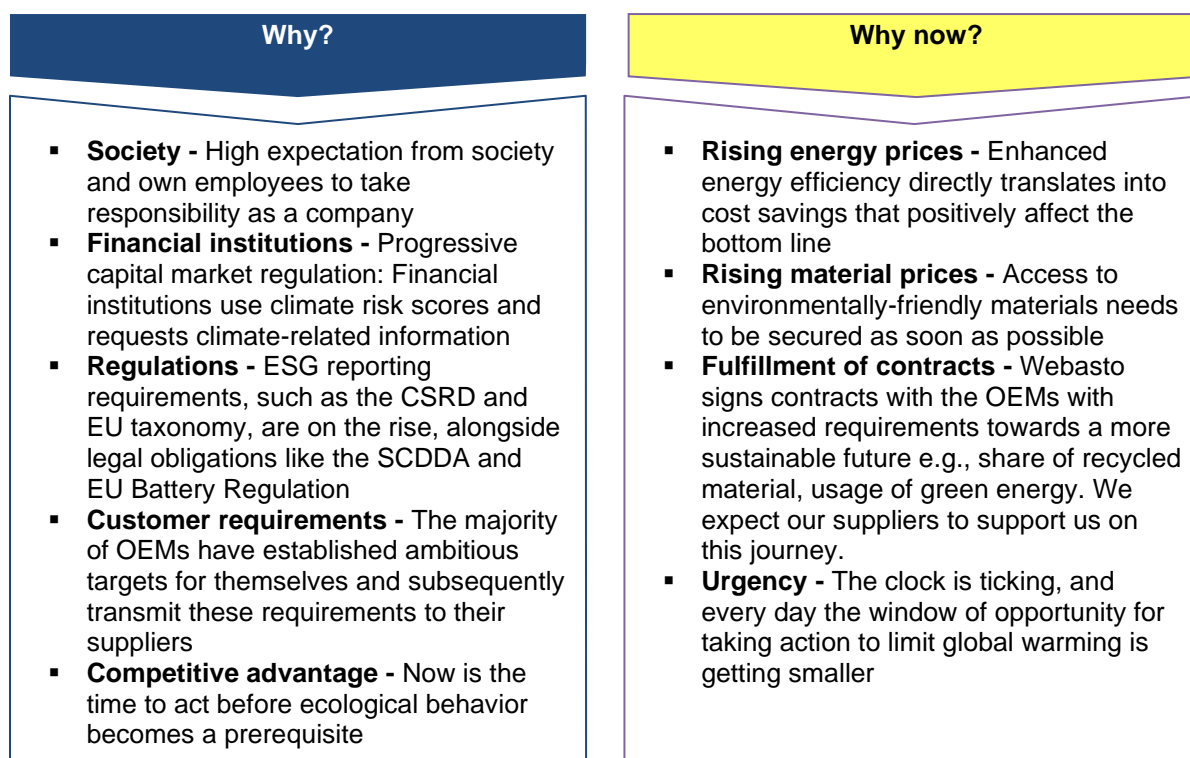 Why?
▪ Society - High expectation from society
and own employees to take
responsibility as a company
▪ Financial institutions - Progressive
capital market regulation: Financial
institutions use climate risk scores and
requests climate-related information
▪ Regulations - ESG reporting
requirements, such as the CSRD and
EU taxonomy, are on the rise, alongside
legal obligations like the SCDDA and
EU Battery Regulation
▪ Customer requirements - The majority
of OEMs have established ambitious
targets for themselves and subsequently
transmit these requirements to their
suppliers
▪ Competitive advantage - Now is the
time to act before ecological behavior
becomes a prerequisite
Why now?
▪ Rising energy prices - Enhanced
energy efficiency directly translates into
cost savings that positively affect the
bottom line
▪ Rising material prices - Access to
environmentally-friendly materials needs
to be secured as soon as possible
▪ Fulfillment of contracts - Webasto
signs contracts with the OEMs with
increased requirements towards a more
sustainable future e.g., share of recycled
material, usage of green energy. We
expect our suppliers to support us on
this journey.
▪ Urgency - The clock is ticking, and
every day the window of opportunity for
taking action to limit global warming is
getting smaller